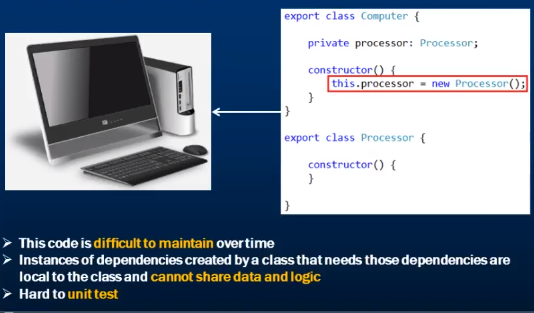 export class Computer {
private processor: Processor;
constructor() {
this.processor = new Processor();
}
}
export class Processor {
constructor() {
}
}
➢ This code is difficult to maintain over time
➢ Instances of dependencies created by a class that needs those dependencies are
local to the class and cannot share data and logic
➢ Hard to unit test